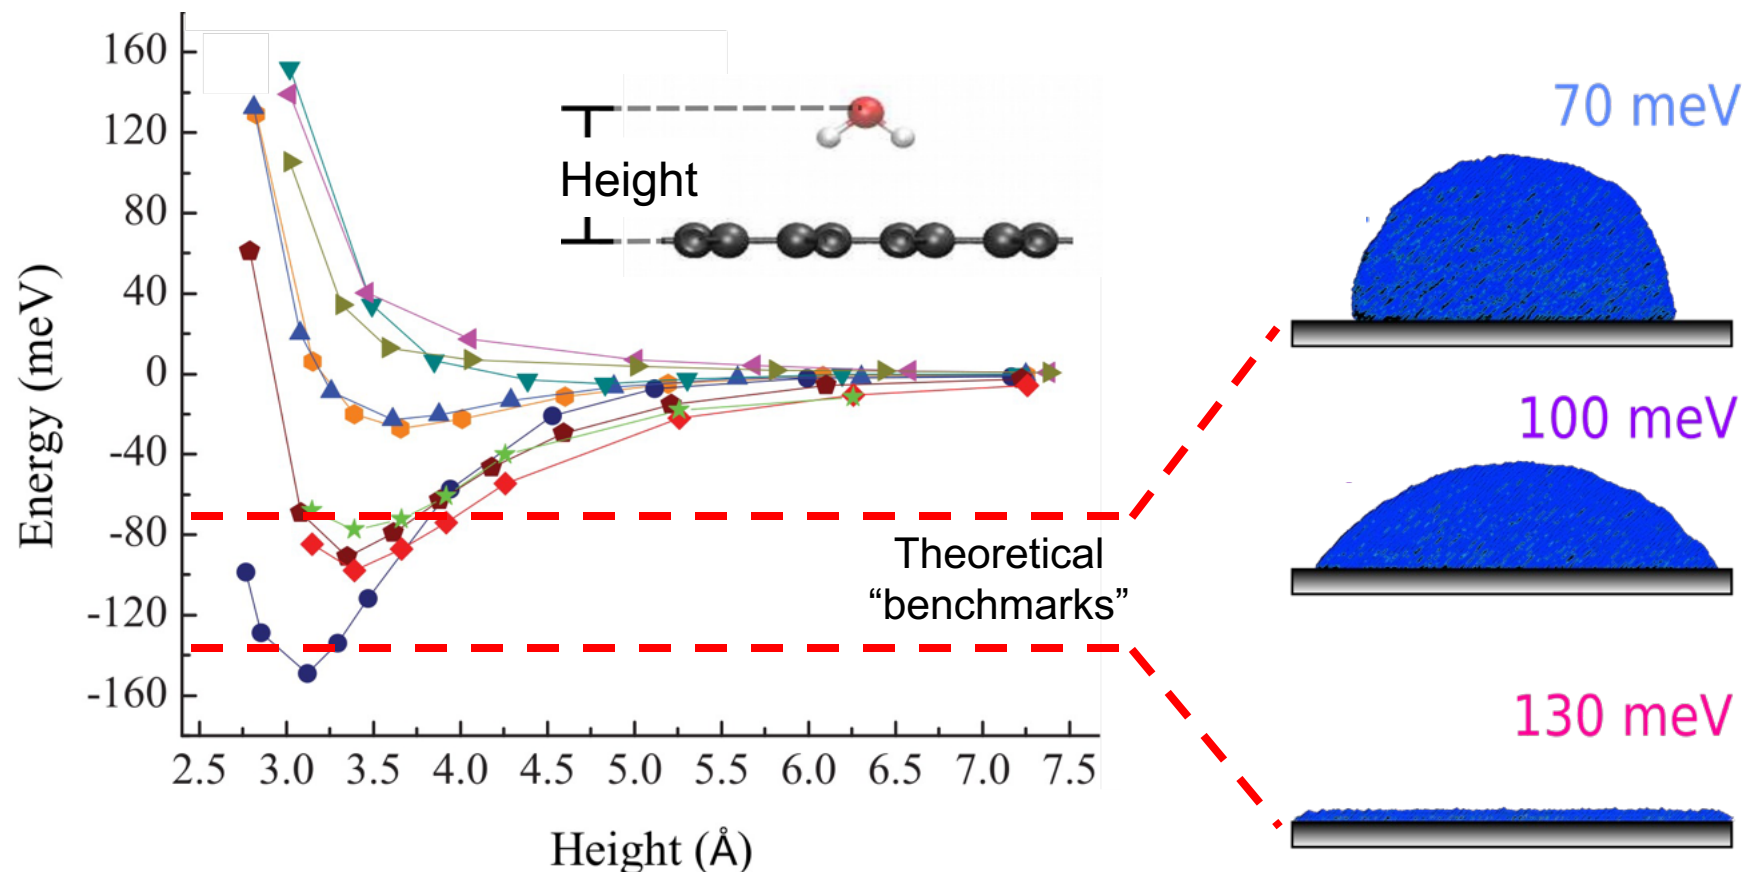 160
120
80
40
0
-40
-80
-120
-160
Energy (meV)
2.5 3.0 3.5 4.0 4.5 5.0 5.5 6.0 6.5 7.0 7.5
Height (Å)
Height
Theoretical
“benchmarks”
70 meV
100 meV
130 meV